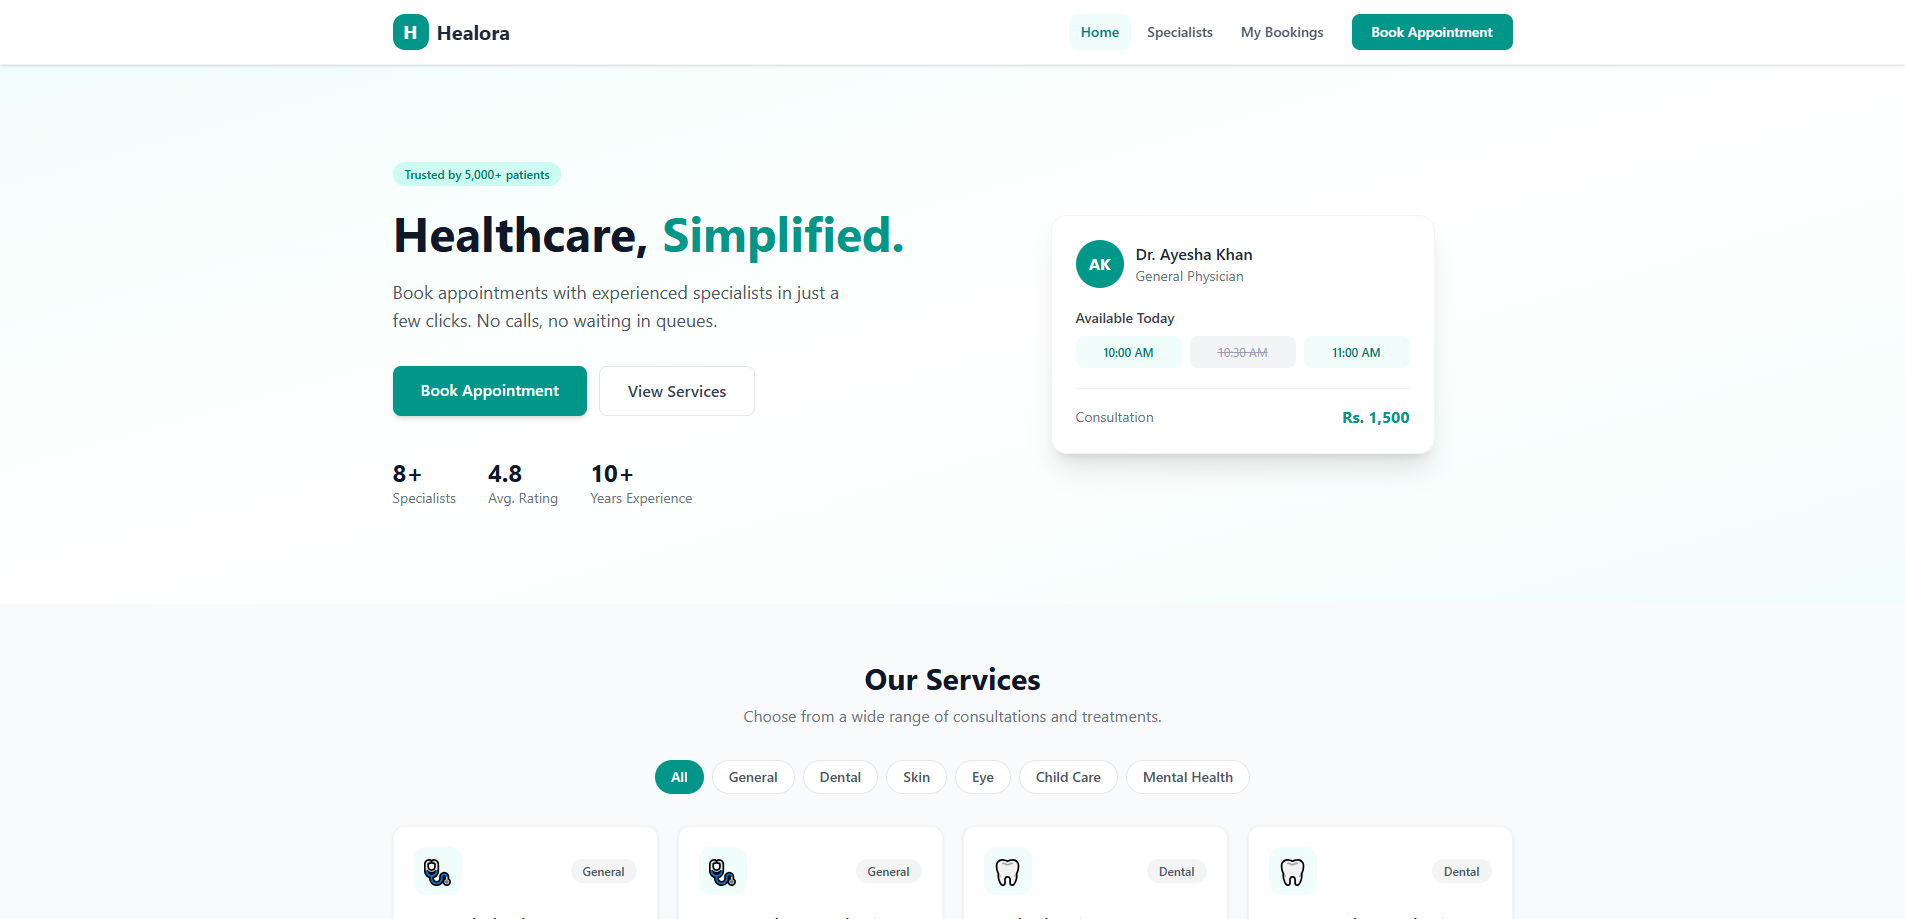 H Healora
Home Specialists My Bookings Book Appointment
Trusted by 5,000+ patients
Healthcare, Simplified.
Book appointments with experienced specialists in just a
few clicks. No calls, no waiting in queues.
Book Appointment View Services
8+ 4.8 10+
Specialists Avg. Rating Years Experience
AK Dr. Ayesha Khan
General Physician
Available Today
10:00 AM 10:30 AM 11:00 AM
Consultation Rs. 1,500
Our Services
Choose from a wide range of consultations and treatments.
All General Dental Skin Eye Child Care Mental Health
General General Dental Dental